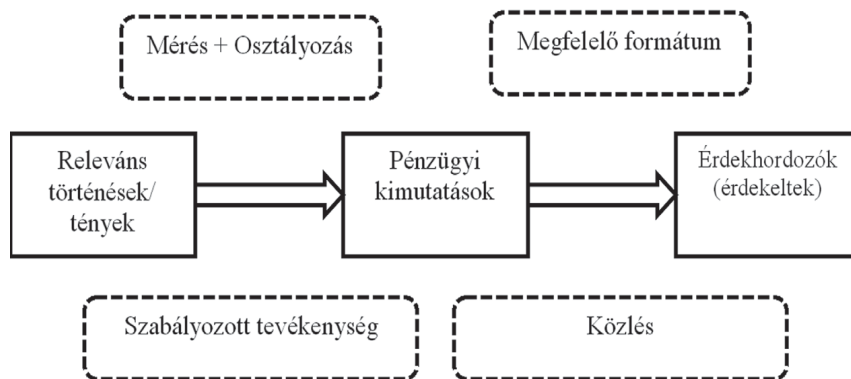 Mérés + Osztályozás
Megfelelő formátum
Releváns
történések/
tények
Pénzügyi
kimutatások
Érdekhordozók
(érdekeltek)
Szabályozott tevékenység
Közlés